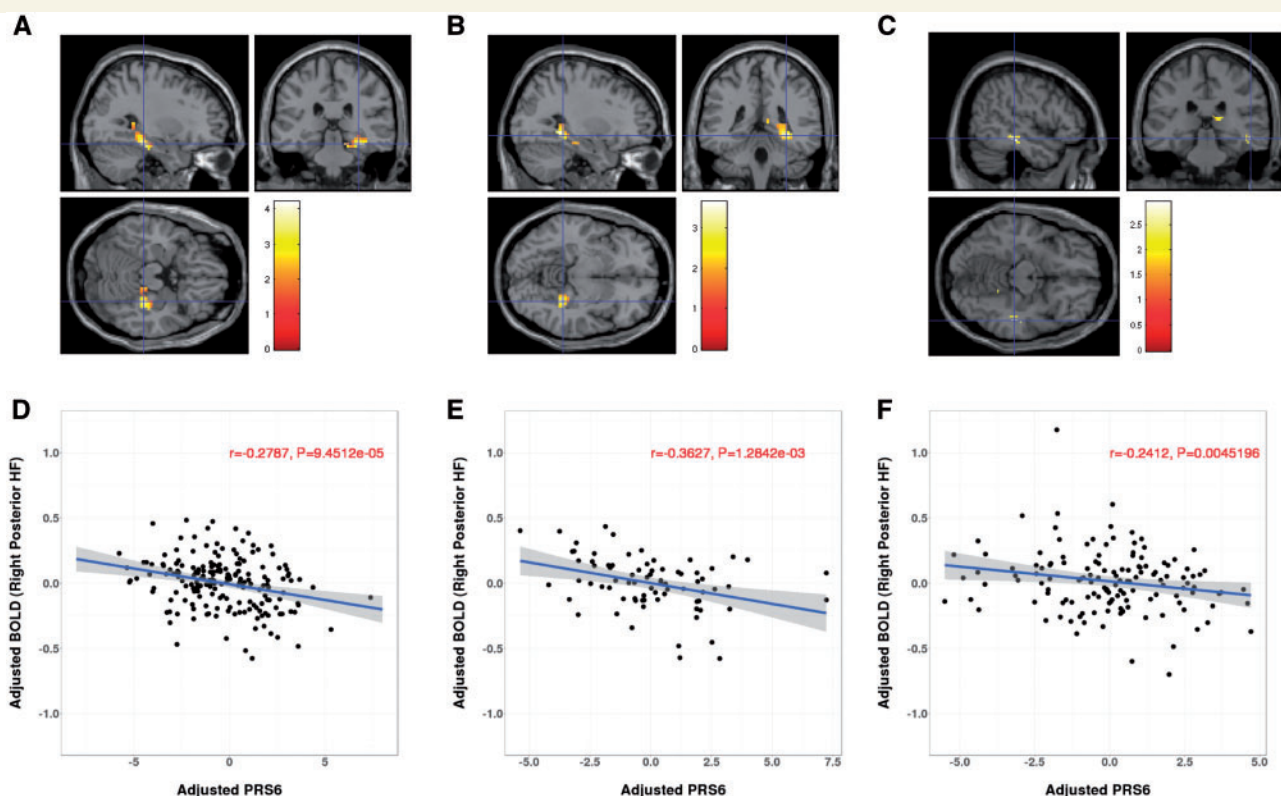 A
B
C
4
3
2
1
0
3
2
1
0
2.5
2
1.5
1
0.5
0
D
E
F
r=-0.2787, P=9.4512e-05
r=-0.3627, P=1.2842e-03
r=-0.2412, P=0.0045196
Adjusted BOLD (Right Posterior HF)
1.0
0.5
0.0
-0.5
-1.0
-5
0
5
Adjusted PRS6
Adjusted BOLD (Right Posterior HF)
1.0
0.5
0.0
-0.5
-1.0
-5.0
-2.5
0.0
2.5
5.0
7.5
Adjusted PRS6
Adjusted BOLD (Right Posterior HF)
1.0
0.5
0.0
-0.5
-1.0
-5.0
-2.5
0.0
2.5
5.0
Adjusted PRS6